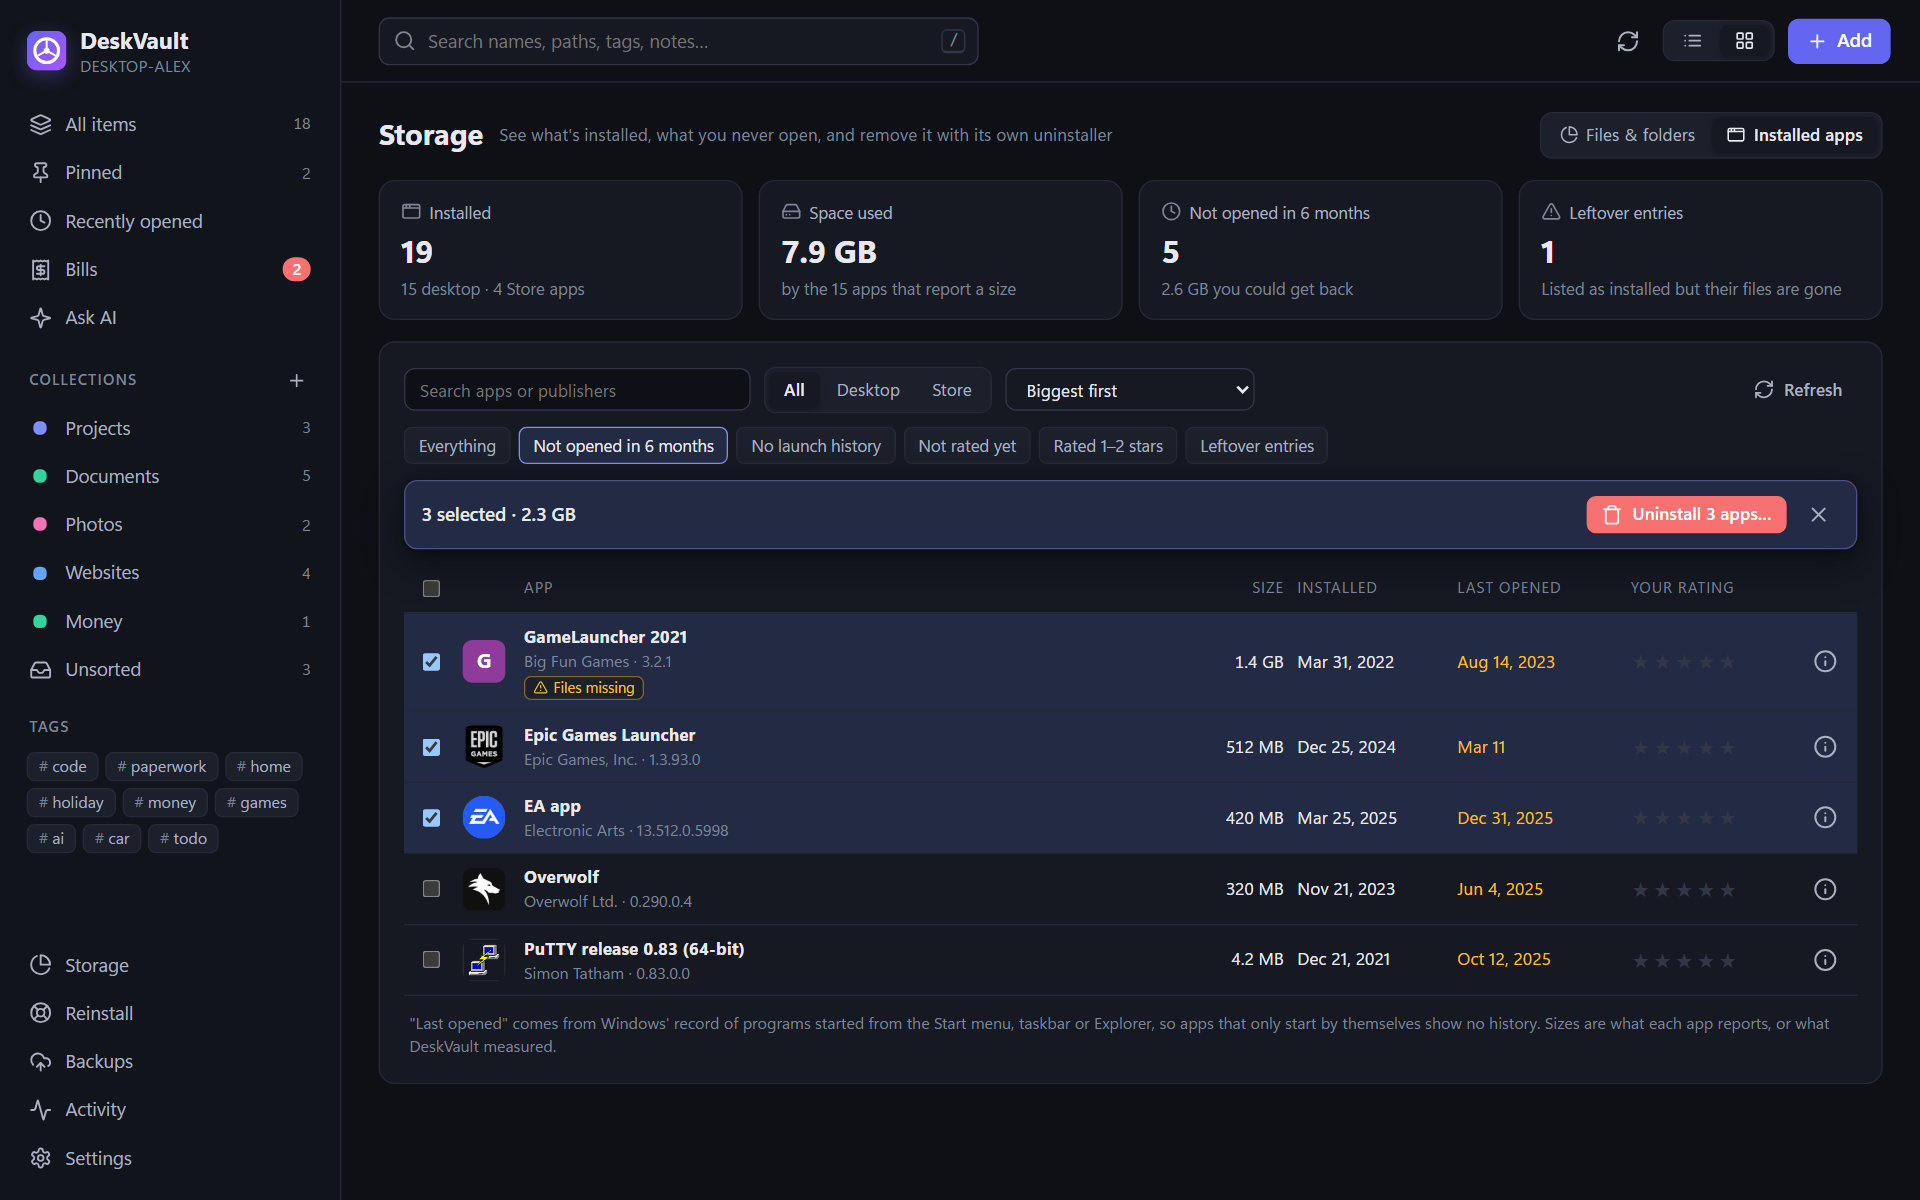 DeskVault
DESKTOP-ALEX
All items 18
Pinned 2
Recently opened
Bills 2
Ask AI
COLLECTIONS
Projects 3
Documents 5
Photos 2
Websites 4
Money 1
Unsorted 3
TAGS
# code # paperwork # home
# holiday # money # games
# ai # car # todo
Storage
Reinstall
Backups
Activity
Settings
Search names, paths, tags, notes... /
Add
Storage See what's installed, what you never open, and remove it with its own uninstaller
Files & folders Installed apps
Installed
19
15 desktop · 4 Store apps
Space used
7.9 GB
by the 15 apps that report a size
Not opened in 6 months
5
2.6 GB you could get back
Leftover entries
1
Listed as installed but their files are gone
Search apps or publishers All Desktop Store Biggest first Refresh
Everything Not opened in 6 months No launch history Not rated yet Rated 1–2 stars Leftover entries
3 selected · 2.3 GB Uninstall 3 apps...
APP SIZE INSTALLED LAST OPENED YOUR RATING
G
GameLauncher 2021
Big Fun Games · 3.2.1
Files missing
1.4 GB Mar 31, 2022 Aug 14, 2023
EPIC
GAMES
Epic Games Launcher
Epic Games, Inc. · 1.3.93.0
512 MB Dec 25, 2024 Mar 11
EA
EA app
Electronic Arts · 13.512.0.5998
420 MB Mar 25, 2025 Dec 31, 2025
Overwolf
Overwolf Ltd. · 0.290.0.4
320 MB Nov 21, 2023 Jun 4, 2025
PuTTY release 0.83 (64-bit)
Simon Tatham · 0.83.0.0
4.2 MB Dec 21, 2021 Oct 12, 2025
"Last opened" comes from Windows' record of programs started from the Start menu, taskbar or Explorer, so apps that only start by themselves show no history. Sizes are what each app reports, or what
DeskVault measured.